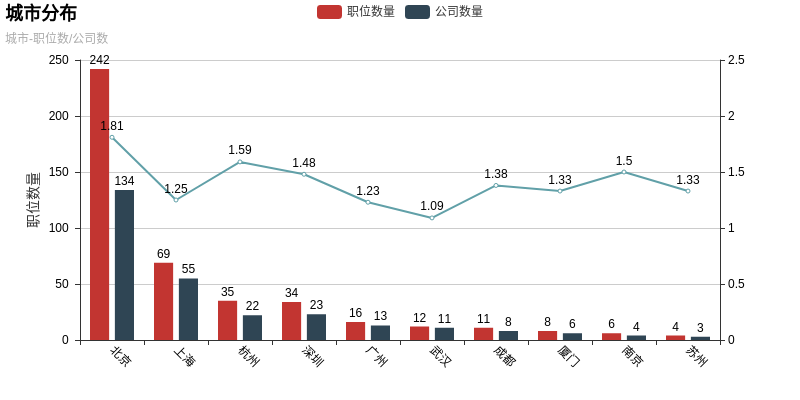 城市分布
城市-职位数/公司数
职位数量 公司数量
职位数量
250 200 150 100 50 0
2.5 2 1.5 1 0.5 0
242 69 35 34 16 12 11 8 6 4
134 55 22 23 13 11 8 6 4 3
1.81 1.25 1.59 1.48 1.23 1.09 1.38 1.33 1.5 1.33
北京 上海 杭州 深圳 广州 武汉 成都 厦门 南京 苏州